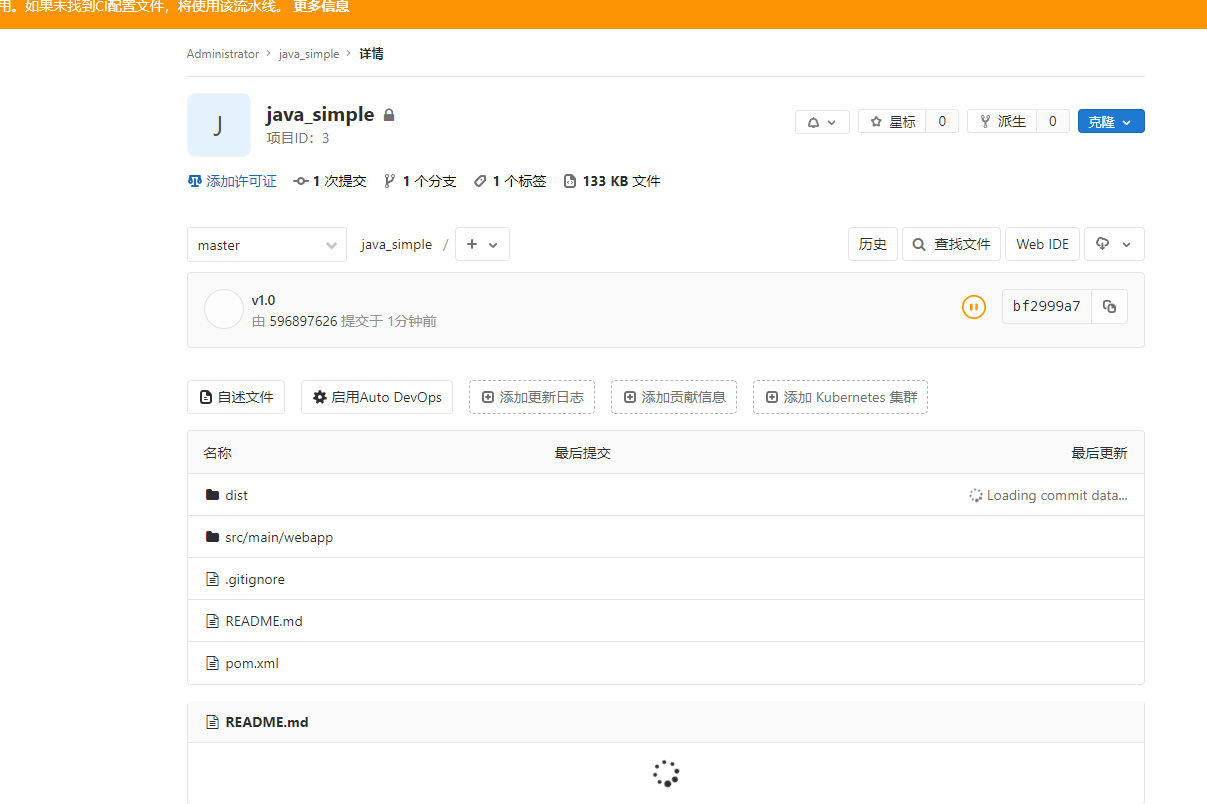 用。如果未找到CI配置文件，将使用该流水线。 更多信息
Administrator › java_simple › 详情
J
java_simple
项目ID：3
星标 0 派生 0 克隆
添加许可证 1 次提交 1 个分支 1 个标签 133 KB 文件
master java_simple / + 历史 查找文件 Web IDE
v1.0
由 596897626 提交于 1分钟前
bf2999a7
自述文件 启用Auto DevOps 添加更新日志 添加贡献信息 添加 Kubernetes 集群
名称 最后提交 最后更新
dist Loading commit data...
src/main/webapp
.gitignore
README.md
pom.xml
README.md